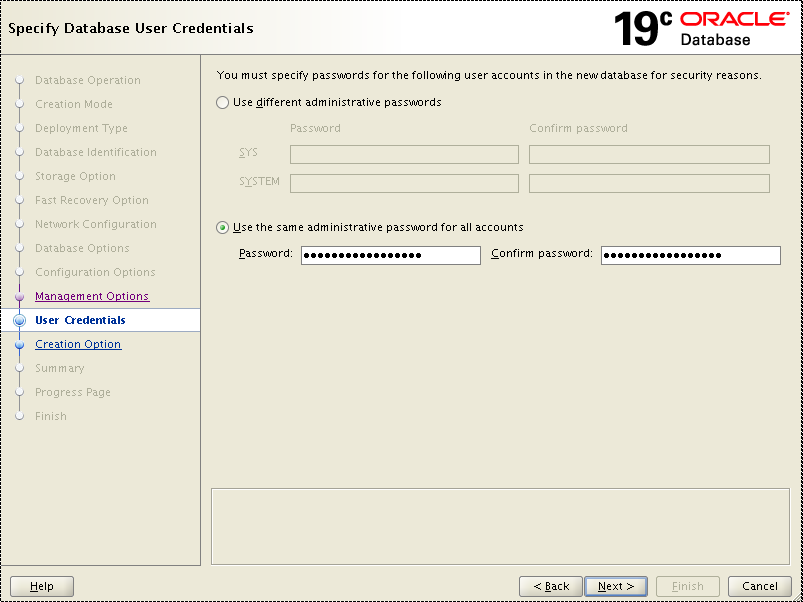 Specify Database User Credentials
19c ORACLE
Database
Database Operation
Creation Mode
Deployment Type
Database Identification
Storage Option
Fast Recovery Option
Network Configuration
Database Options
Configuration Options
Management Options
User Credentials
Creation Option
Summary
Progress Page
Finish
You must specify passwords for the following user accounts in the new database for security reasons.
Use different administrative passwords
Password Confirm password
SYS
SYSTEM
Use the same administrative password for all accounts
Password: ••••••••••••••••• Confirm password: •••••••••••••••••
Help < Back Next > Finish Cancel